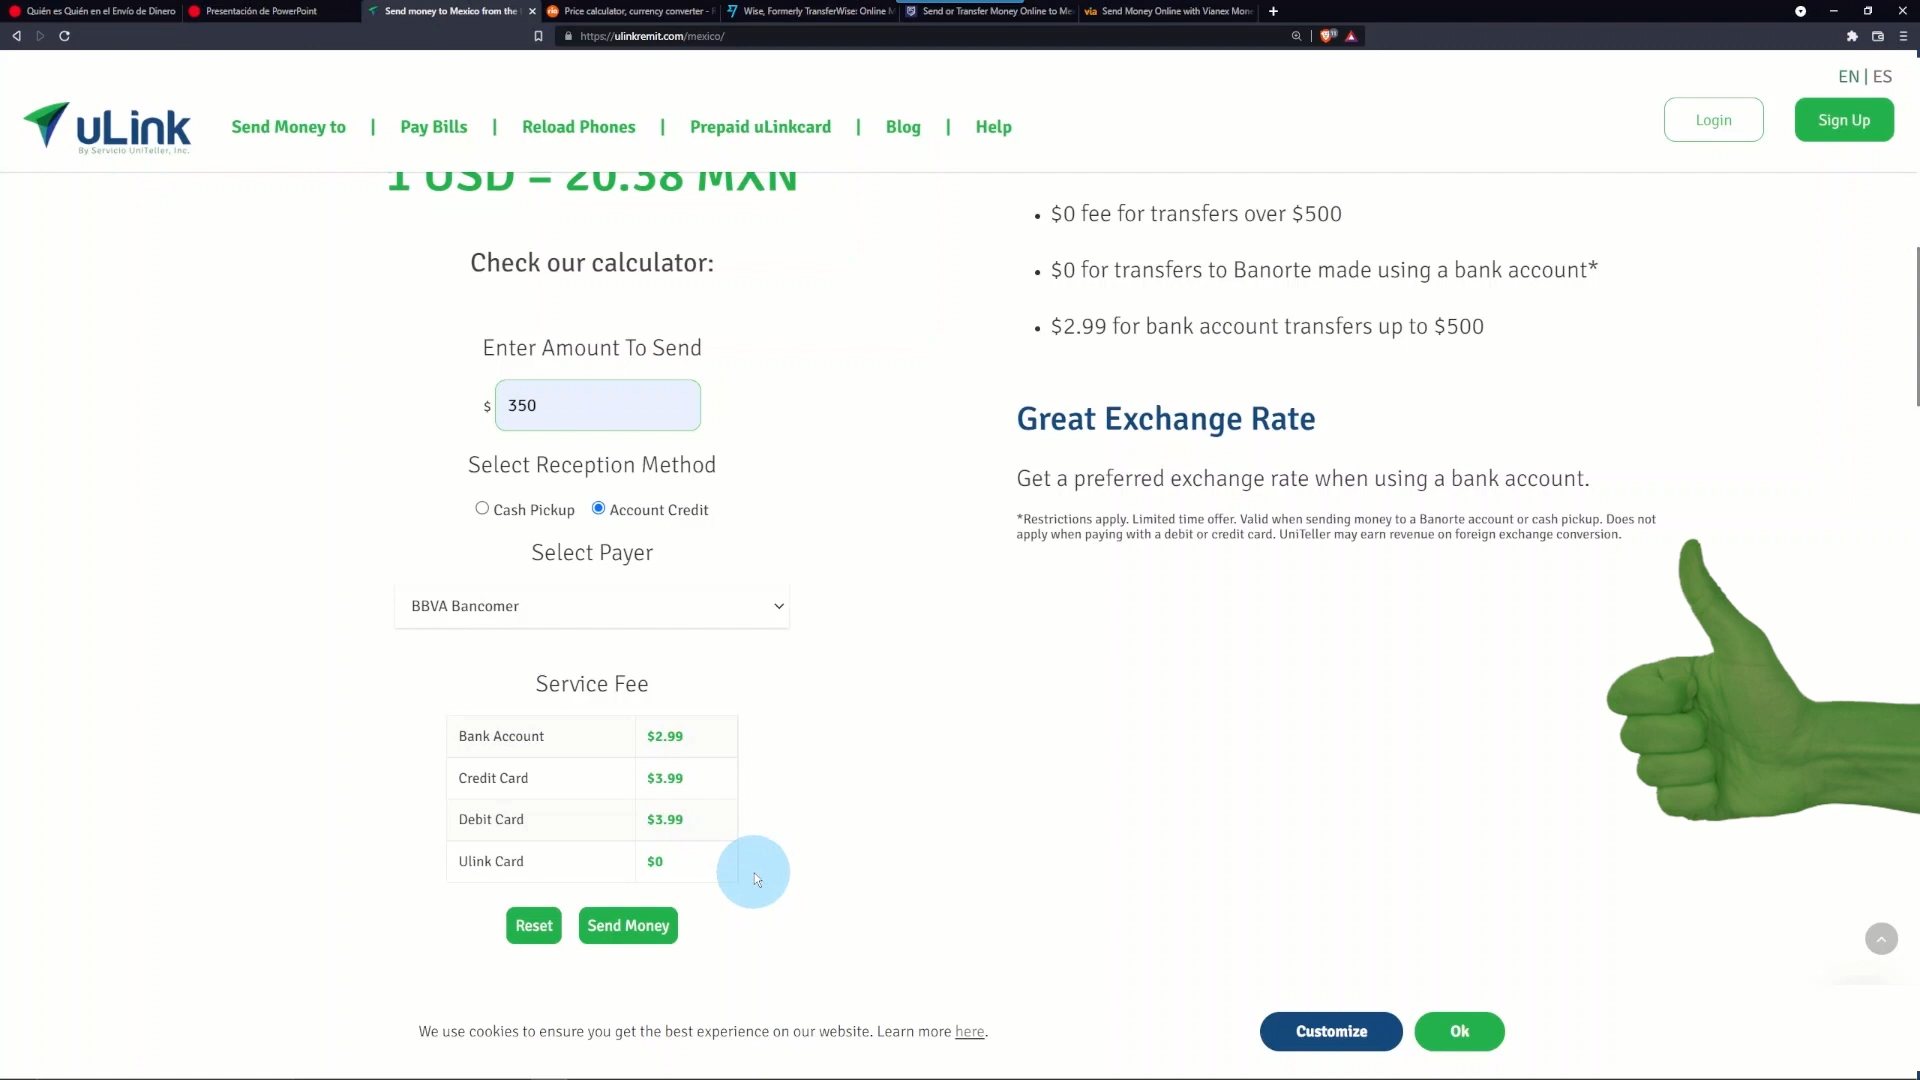 Quién es Quién en el Envío de Dinero
Presentación de PowerPoint
Send money to Mexico from the
Price calculator, currency converter -
Wise, Formerly TransferWise: Online M
Send or Transfer Money Online to Me
via Send Money Online with Vianex Mon
https://ulinkremit.com/mexico/
EN | ES
uLink
By Servicio UniTeller, Inc.
Send Money to | Pay Bills | Reload Phones | Prepaid uLinkcard | Blog | Help
Login
Sign Up
1 USD = 20.38 MXN
Check our calculator:
Enter Amount To Send
$ 350
Select Reception Method
Cash Pickup Account Credit
Select Payer
BBVA Bancomer
Service Fee
Bank Account $2.99
Credit Card $3.99
Debit Card $3.99
Ulink Card $0
Reset Send Money
• $0 fee for transfers over $500
• $0 for transfers to Banorte made using a bank account*
• $2.99 for bank account transfers up to $500
Great Exchange Rate
Get a preferred exchange rate when using a bank account.
*Restrictions apply. Limited time offer. Valid when sending money to a Banorte account or cash pickup. Does not
apply when paying with a debit or credit card. UniTeller may earn revenue on foreign exchange conversion.
We use cookies to ensure you get the best experience on our website. Learn more here.
Customize
Ok